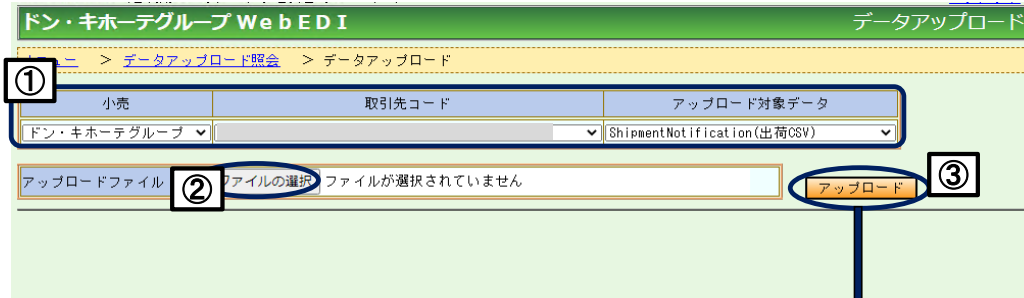 ドン・キホーテグループ WebEDI
データアップロード
> データアップロード照会 > データアップロード
①
小売 取引先コード アップロード対象データ
ドン・キホーテグループ ShipmentNotification(出荷CSV)
アップロードファイル ② ファイルの選択 ファイルが選択されていません
アップロード ③